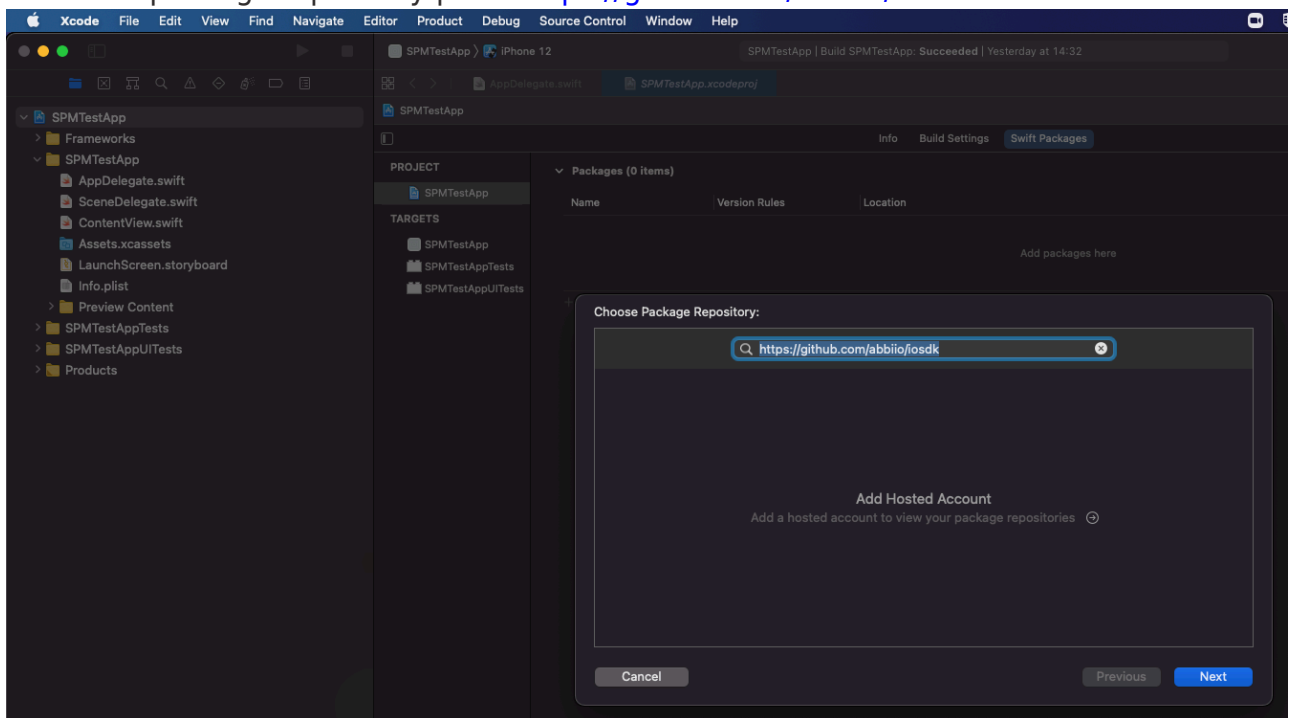 Xcode File Edit View Find Navigate Editor Product Debug Source Control Window Help
SPMTestApp 〉 iPhone 12
SPMTestApp | Build SPMTestApp: Succeeded | Yesterday at 14:32
AppDelegate.swift
SPMTestApp.xcodeproj
SPMTestApp
SPMTestApp
Frameworks
SPMTestApp
AppDelegate.swift
SceneDelegate.swift
ContentView.swift
Assets.xcassets
LaunchScreen.storyboard
Info.plist
Preview Content
SPMTestAppTests
SPMTestAppUITests
Products
Info Build Settings Swift Packages
PROJECT
SPMTestApp
TARGETS
SPMTestApp
SPMTestAppTests
SPMTestAppUITests
Packages (0 items)
Name Version Rules Location
Add packages here
Choose Package Repository:
https://github.com/abbiio/iosdk
Add Hosted Account
Add a hosted account to view your package repositories
Cancel Previous Next